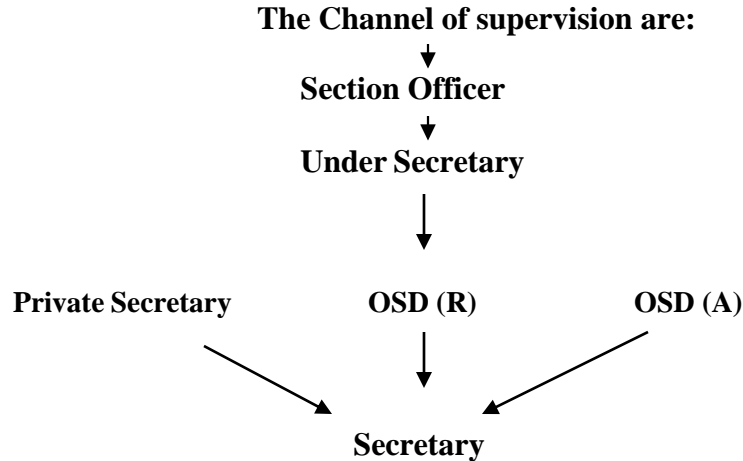 The Channel of supervision are:
Section Officer
Under Secretary
Private Secretary OSD (R) OSD (A)
Secretary